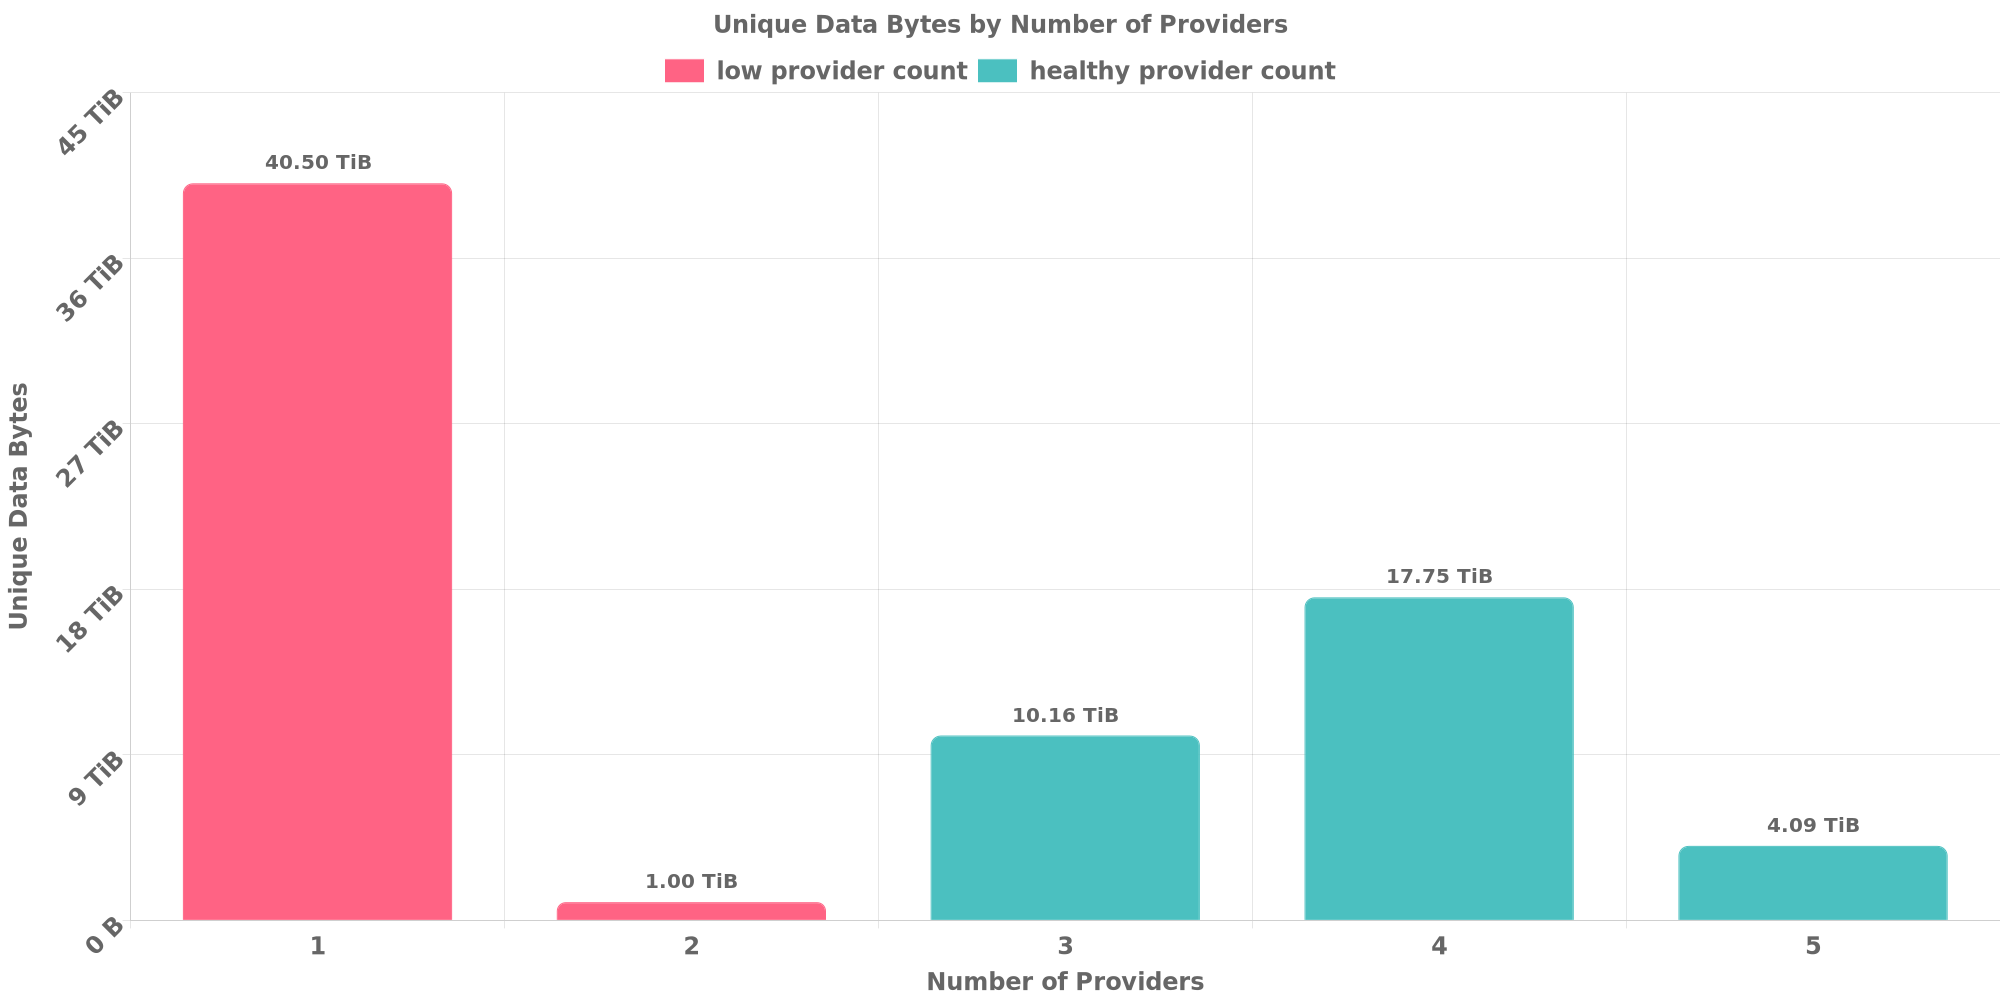 Unique Data Bytes by Number of Providers
low provider count healthy provider count
45 TiB
36 TiB
27 TiB
18 TiB
9 TiB
0 B
Unique Data Bytes
40.50 TiB
1.00 TiB
10.16 TiB
17.75 TiB
4.09 TiB
1 2 3 4 5
Number of Providers